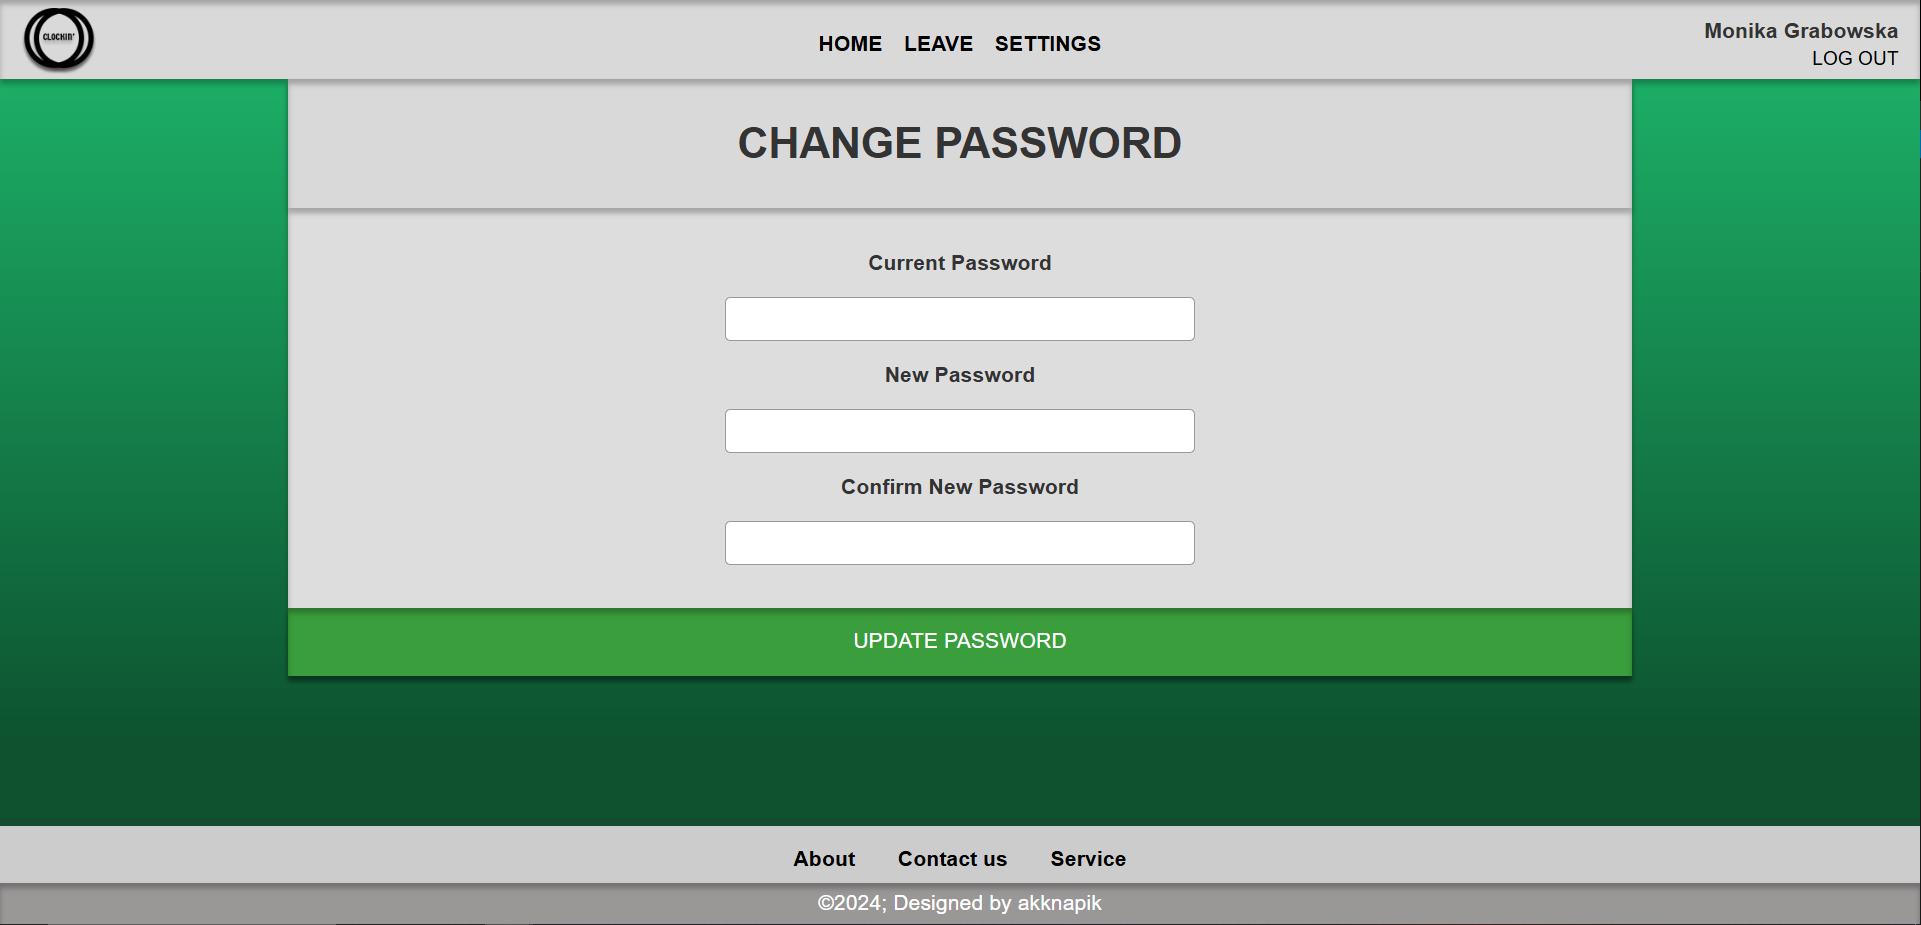 CLOCKIN'
HOME LEAVE SETTINGS
Monika Grabowska
LOG OUT
CHANGE PASSWORD
Current Password
New Password
Confirm New Password
UPDATE PASSWORD
About Contact us Service
©2024; Designed by akknapik